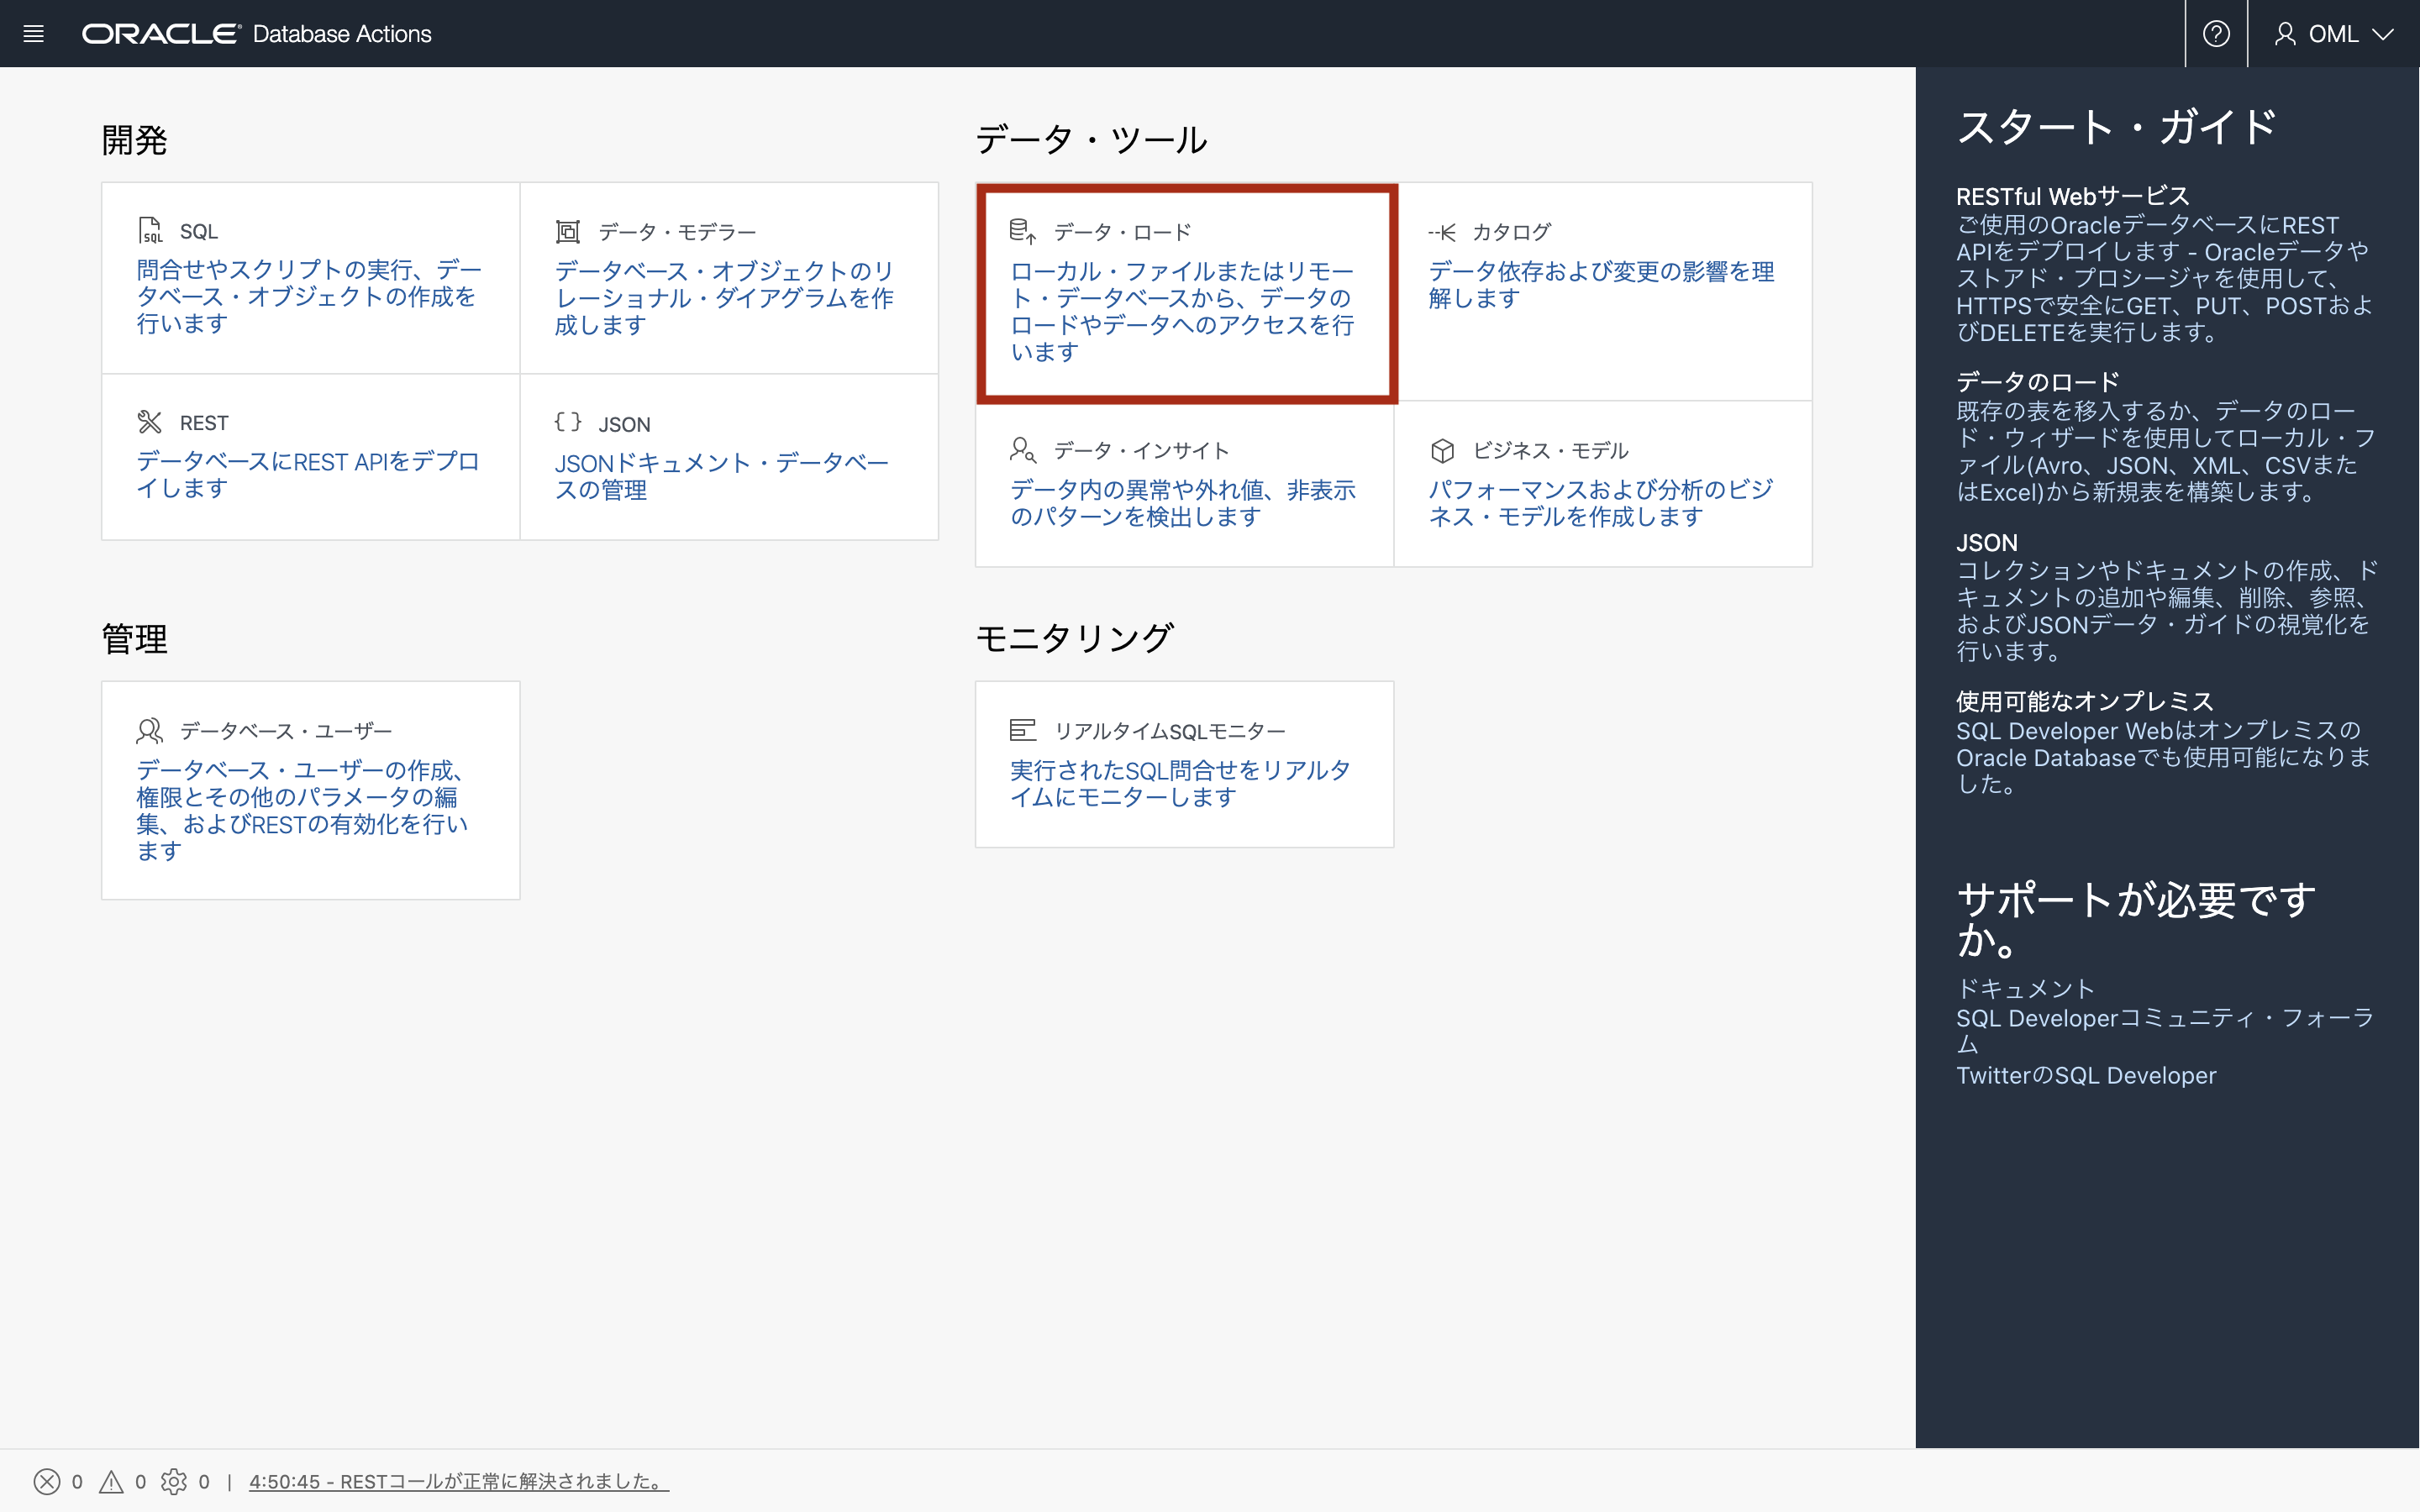 ORACLE® Database Actions
OML
開発
SQL
問合せやスクリプトの実行、デー
タベース・オブジェクトの作成を
行います
データ・モデラー
データベース・オブジェクトのリ
レーショナル・ダイアグラムを作
成します
REST
データベースにREST APIをデプロ
イします
JSON
JSONドキュメント・データベー
スの管理
データ・ツール
データ・ロード
ローカル・ファイルまたはリモー
ト・データベースから、データの
ロードやデータへのアクセスを行
います
カタログ
データ依存および変更の影響を理
解します
データ・インサイト
データ内の異常や外れ値、非表示
のパターンを検出します
ビジネス・モデル
パフォーマンスおよび分析のビジ
ネス・モデルを作成します
管理
データベース・ユーザー
データベース・ユーザーの作成、
権限とその他のパラメータの編
集、およびRESTの有効化を行い
ます
モニタリング
リアルタイムSQLモニター
実行されたSQL問合せをリアルタ
イムにモニターします
スタート・ガイド
RESTful Webサービス
ご使用のOracleデータベースにREST
APIをデプロイします - Oracleデータや
ストアド・プロシージャを使用して、
HTTPSで安全にGET、PUT、POSTおよ
びDELETEを実行します。
データのロード
既存の表を移入するか、データのロー
ド・ウィザードを使用してローカル・フ
ァイル(Avro、JSON、XML、CSVまた
はExcel)から新規表を構築します。
JSON
コレクションやドキュメントの作成、ド
キュメントの追加や編集、削除、参照、
およびJSONデータ・ガイドの視覚化を
行います。
使用可能なオンプレミス
SQL Developer Webはオンプレミスの
Oracle Databaseでも使用可能になりま
した。
サポートが必要です
か。
ドキュメント
SQL Developerコミュニティ・フォーラ
ム
TwitterのSQL Developer
0 0 0 | 4:50:45 - RESTコールが正常に解決されました。